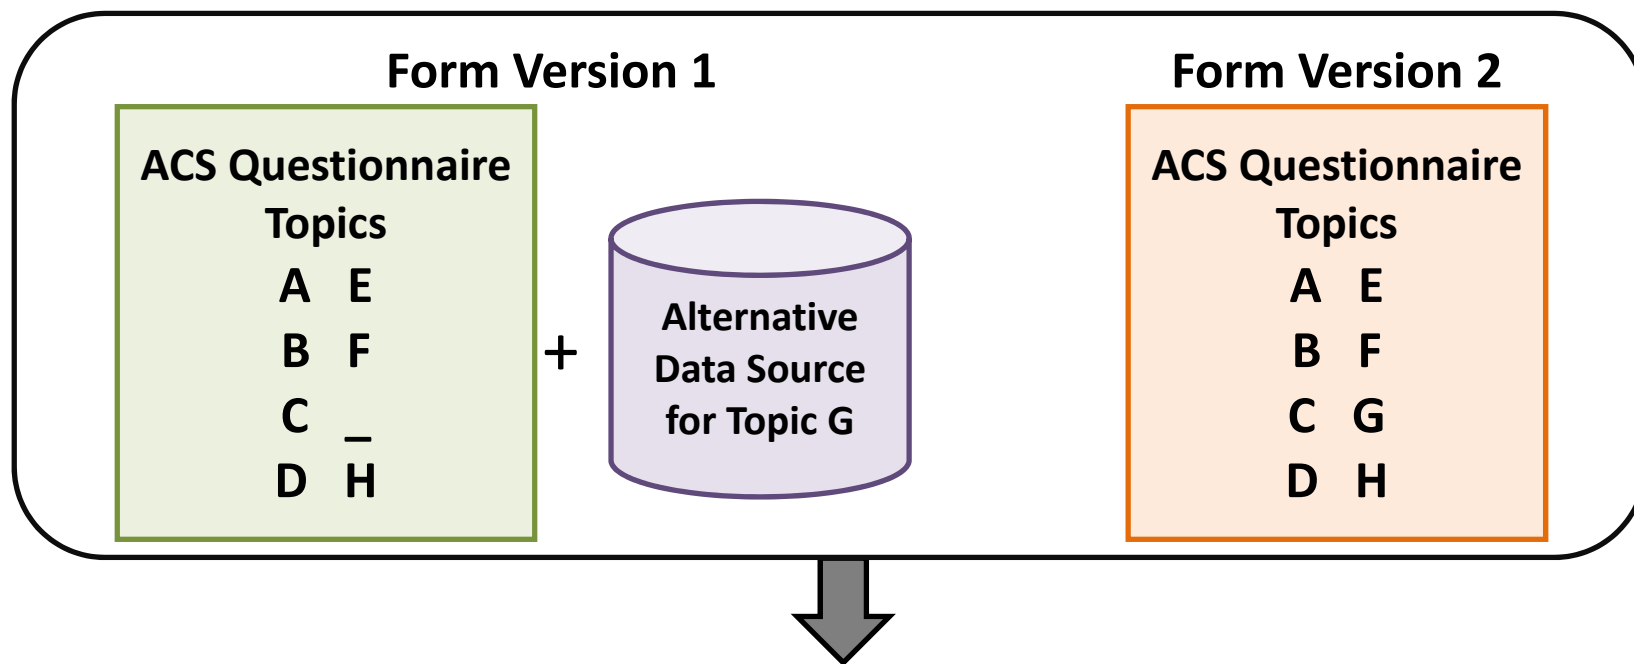 Form Version 1
ACS Questionnaire
Topics
A E
B F
C _
D H
+
Alternative
Data Source
for Topic G
Form Version 2
ACS Questionnaire
Topics
A E
B F
C G
D H